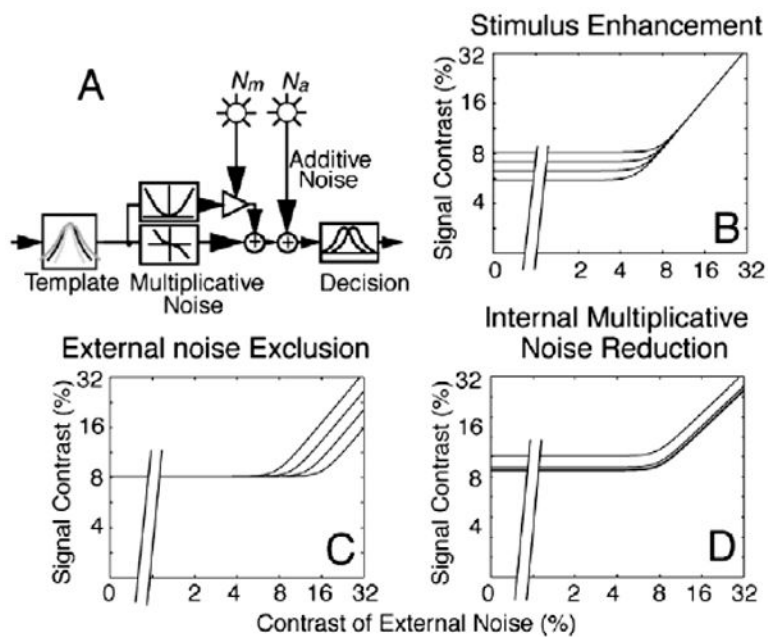 A
Nm Na
Additive
Noise
Template
Multiplicative
Noise
Decision
Stimulus Enhancement
Signal Contrast (%)
32
16
8
4
0 2 4 8 16 32
B
External noise Exclusion
Signal Contrast (%)
32
16
8
4
0 2 4 8 16 32
C
Internal Multiplicative
Noise Reduction
Signal Contrast (%)
32
16
8
4
0 2 4 8 16 32
D
Contrast of External Noise (%)